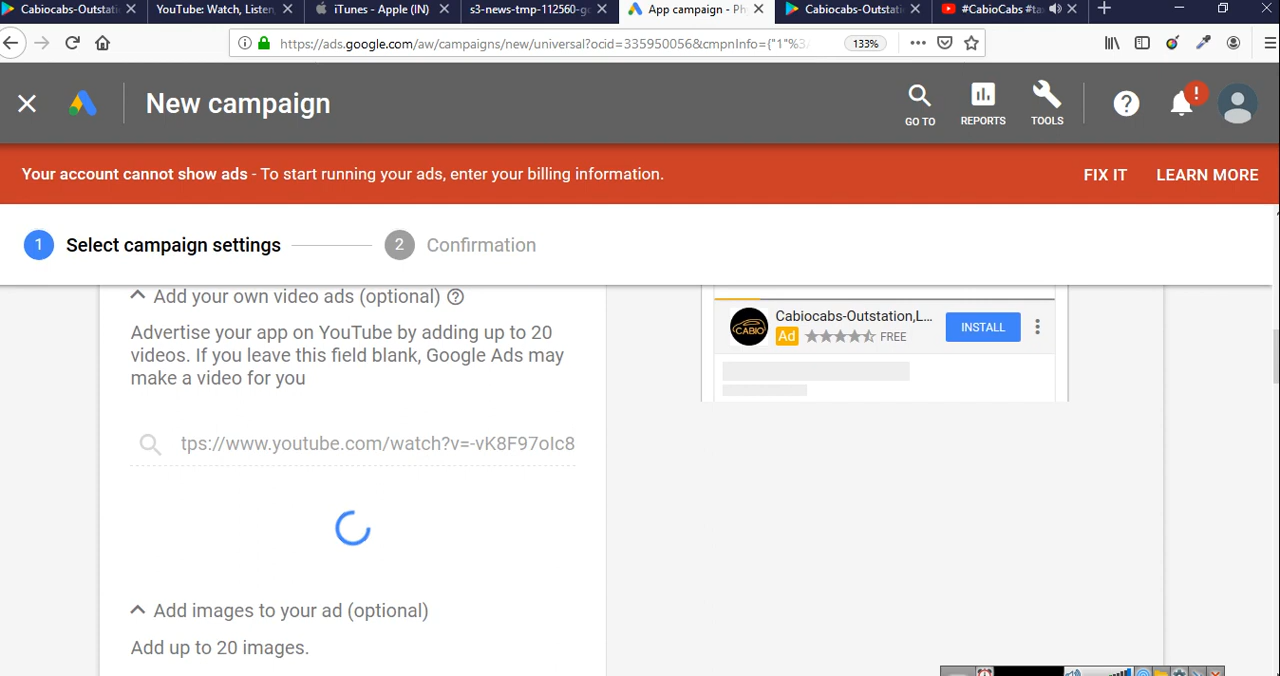 Cabiocabs-Outstati
YouTube: Watch, Listen,
iTunes - Apple (IN)
s3-news-tmp-112560-g
App campaign - Ph
Cabiocabs-Outstati
#CabioCabs #ta
https://ads.google.com/aw/campaigns/new/universal?ocid=335950056&cmpnInfo={"1"%3
133%
New campaign
GO TO
REPORTS
TOOLS
Your account cannot show ads - To start running your ads, enter your billing information.
FIX IT
LEARN MORE
1 Select campaign settings
2 Confirmation
Add your own video ads (optional)
Advertise your app on YouTube by adding up to 20
videos. If you leave this field blank, Google Ads may
make a video for you
tps://www.youtube.com/watch?v=-vK8F97oIc8
Add images to your ad (optional)
Add up to 20 images.
CABIO
Cabiocabs-Outstation,L...
Ad
FREE
INSTALL